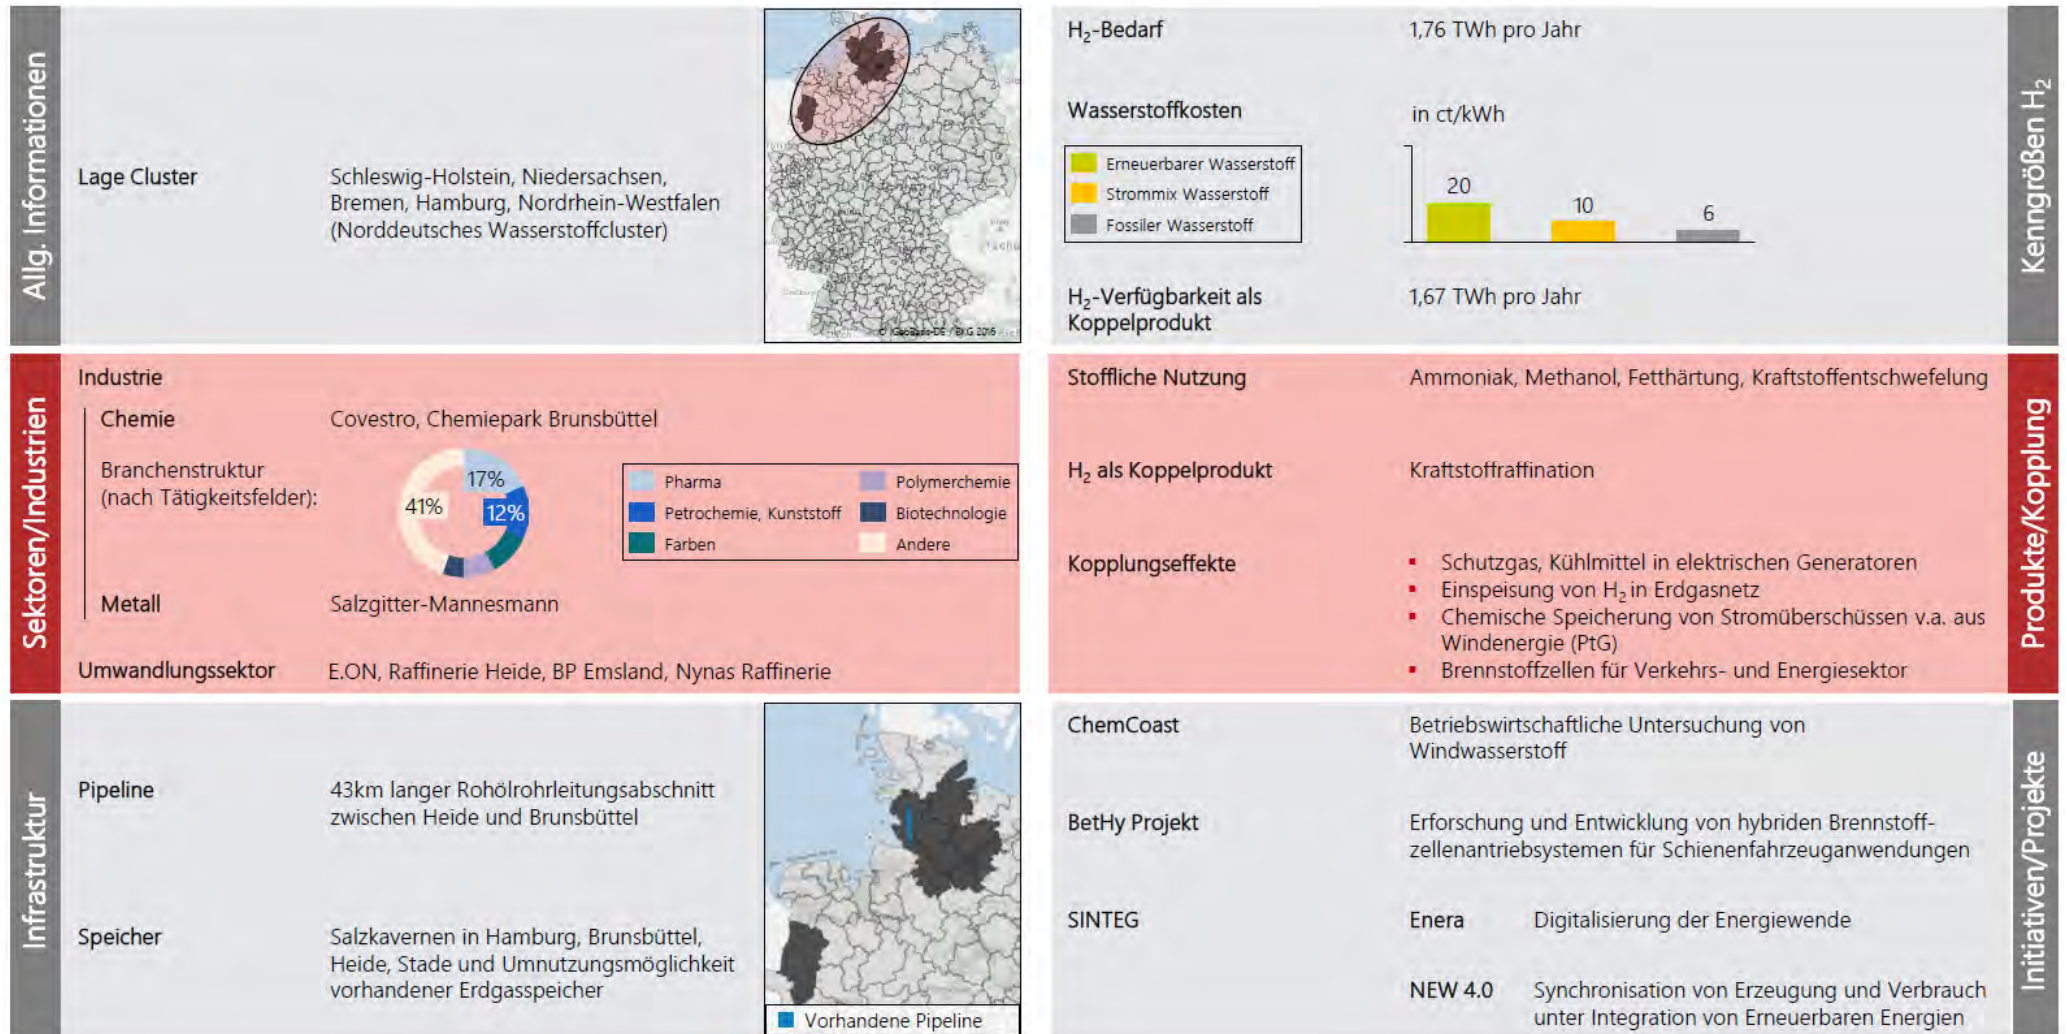 Allg. Informationen
Lage Cluster
Schleswig-Holstein, Niedersachsen,
Bremen, Hamburg, Nordrhein-Westfalen
(Norddeutsches Wasserstoffcluster)
© GeoBasis-DE / BKG 2016
Kenngrößen H₂
H₂-Bedarf
1,76 TWh pro Jahr
Wasserstoffkosten
in ct/kWh
Erneuerbarer Wasserstoff
Strommix Wasserstoff
Fossiler Wasserstoff
20
10
6
H₂-Verfügbarkeit als
Koppelprodukt
1,67 TWh pro Jahr
Sektoren/Industrien
Industrie
Chemie
Covestro, Chemiepark Brunsbüttel
Branchenstruktur
(nach Tätigkeitsfelder):
17%
41%
12%
Pharma
Polymerchemie
Petrochemie, Kunststoff
Biotechnologie
Farben
Andere
Metall
Salzgitter-Mannesmann
Umwandlungssektor
E.ON, Raffinerie Heide, BP Emsland, Nynas Raffinerie
Produkte/Kopplung
Stoffliche Nutzung
Ammoniak, Methanol, Fetthärtung, Kraftstoffentschwefelung
H₂ als Koppelprodukt
Kraftstoffraffination
Kopplungseffekte
▪ Schutzgas, Kühlmittel in elektrischen Generatoren
▪ Einspeisung von H₂ in Erdgasnetz
▪ Chemische Speicherung von Stromüberschüssen v.a. aus
Windenergie (PtG)
▪ Brennstoffzellen für Verkehrs- und Energiesektor
Infrastruktur
Pipeline
43km langer Rohölrohrleitungsabschnitt
zwischen Heide und Brunsbüttel
Speicher
Salzkavernen in Hamburg, Brunsbüttel,
Heide, Stade und Umnutzungsmöglichkeit
vorhandener Erdgasspeicher
Vorhandene Pipeline
Initiativen/Projekte
ChemCoast
Betriebswirtschaftliche Untersuchung von
Windwasserstoff
BetHy Projekt
Erforschung und Entwicklung von hybriden Brennstoff-
zellenantriebsystemen für Schienenfahrzeuganwendungen
SINTEG
Enera
Digitalisierung der Energiewende
NEW 4.0
Synchronisation von Erzeugung und Verbrauch
unter Integration von Erneuerbaren Energien